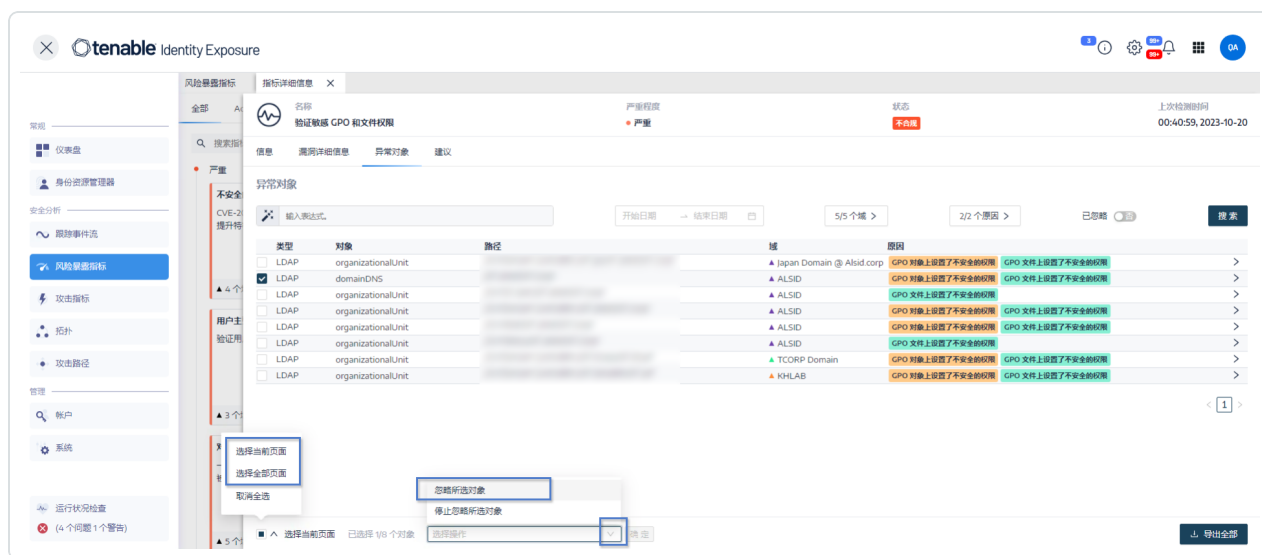 tenable Identity Exposure
3
99+
99+
OA
风险暴露指标
指标详细信息
全部
名称
验证敏感 GPO 和文件权限
严重程度
严重
状态
不合规
上次检测时间
00:40:59, 2023-10-20
信息
漏洞详细信息
异常对象
建议
常规
仪表盘
身份资源管理器
安全分析
跟踪事件流
风险暴露指标
攻击指标
拓扑
攻击路径
管理
帐户
系统
运行状况检查
(4 个问题 1 个警告)
搜索指
严重
不安全
CVE-2
提升特
▲ 4 个
用户主
验证用
▲ 3 个
▲ 5 个
异常对象
输入表达式。
开始日期 → 结束日期
5/5 个域 >
2/2 个原因 >
已忽略
否
搜索
类型 对象 路径 域 原因
LDAP organizationalUnit Japan Domain @ Alsid.corp GPO 对象上设置了不安全的权限 GPO 文件上设置了不安全的权限
LDAP domainDNS ALSID GPO 对象上设置了不安全的权限 GPO 文件上设置了不安全的权限
LDAP organizationalUnit ALSID GPO 文件上设置了不安全的权限
LDAP organizationalUnit ALSID GPO 对象上设置了不安全的权限 GPO 文件上设置了不安全的权限
LDAP organizationalUnit ALSID GPO 对象上设置了不安全的权限 GPO 文件上设置了不安全的权限
LDAP organizationalUnit ALSID GPO 文件上设置了不安全的权限
LDAP organizationalUnit TCORP Domain GPO 对象上设置了不安全的权限 GPO 文件上设置了不安全的权限
LDAP organizationalUnit KHLAB GPO 对象上设置了不安全的权限 GPO 文件上设置了不安全的权限
< 1 >
选择当前页面
选择全部页面
取消全选
忽略所选对象
停止忽略所选对象
选择当前页面
已选择 1/8 个对象
选择操作
确定
导出全部